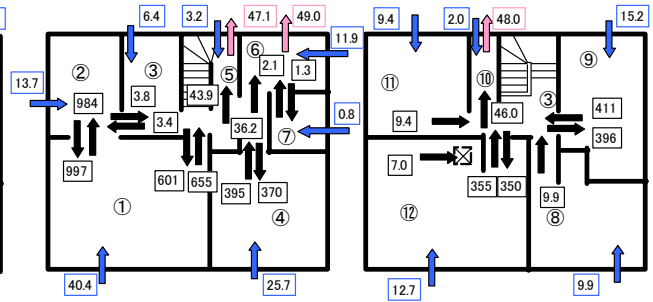 6.4 3.2 47.1 49.0 9.4 2.0 48.0 15.2
11.9
② ③ ⑤ ⑥ 2.1 1.3 ⑪ ⑩ ⑨
13.7 984 3.8 43.9 46.0 ③ 411
3.4 36.2 0.8 9.4 396
⑦
997 601 655 395 370 7.0 355 350 9.9
① ④ ⑫ ⑧
40.4 25.7 12.7 9.9